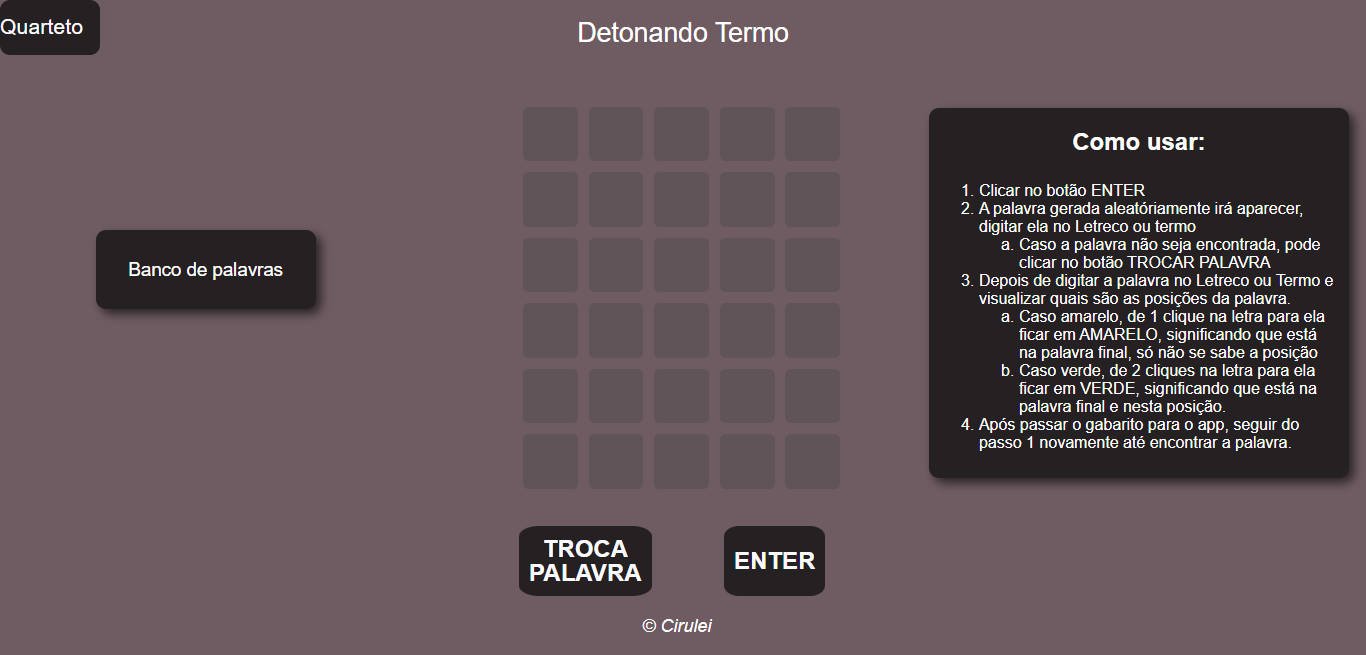 Quarteto
Detonando Termo
Banco de palavras
Como usar:
1. Clicar no botão ENTER
2. A palavra gerada aleatóriamente irá aparecer,
digitar ela no Letreco ou termo
a. Caso a palavra não seja encontrada, pode
clicar no botão TROCAR PALAVRA
3. Depois de digitar a palavra no Letreco ou Termo e
visualizar quais são as posições da palavra.
a. Caso amarelo, de 1 clique na letra para ela
ficar em AMARELO, significando que está
na palavra final, só não se sabe a posição
b. Caso verde, de 2 cliques na letra para ela
ficar em VERDE, significando que está na
palavra final e nesta posição.
4. Após passar o gabarito para o app, seguir do
passo 1 novamente até encontrar a palavra.
TROCA
PALAVRA
ENTER
© Cirulei